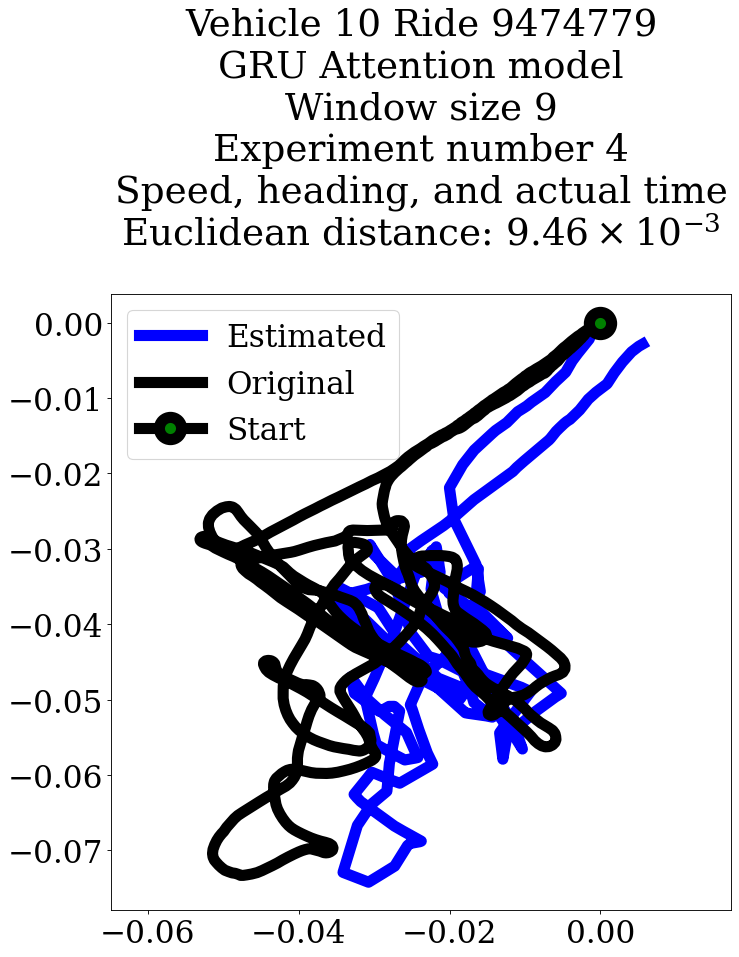 Vehicle 10 Ride 9474779
GRU Attention model
Window size 9
Experiment number 4
Speed, heading, and actual time
Euclidean distance: 9.46 × 10⁻³
Estimated
Original
Start
0.00
−0.01
−0.02
−0.03
−0.04
−0.05
−0.06
−0.07
−0.06 −0.04 −0.02 0.00